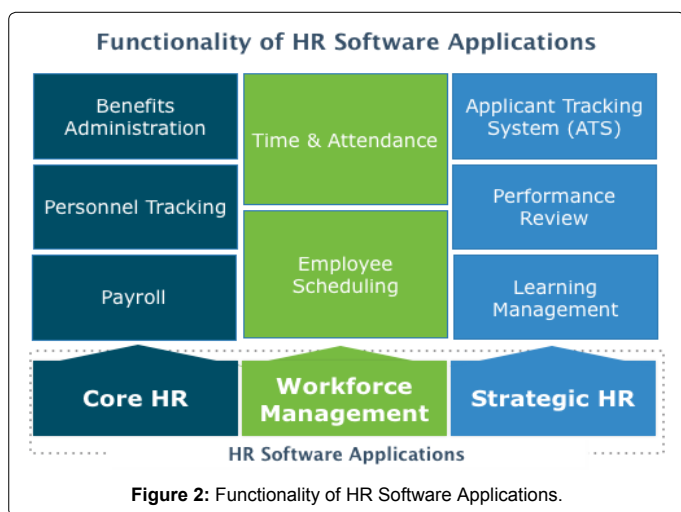 Functionality of HR Software Applications
Benefits
Administration
Personnel Tracking
Payroll
Time & Attendance
Employee
Scheduling
Applicant Tracking
System (ATS)
Performance
Review
Learning
Management
Core HR
Workforce
Management
Strategic HR
HR Software Applications
Figure 2: Functionality of HR Software Applications.